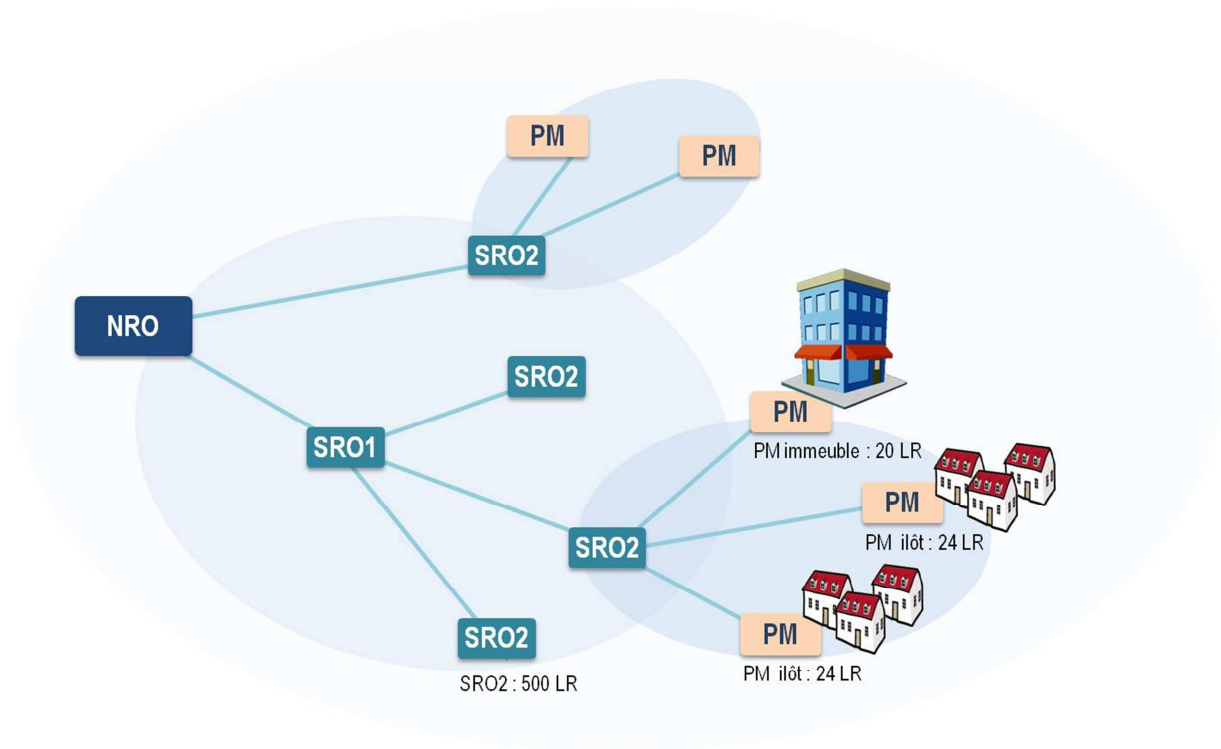 PM
PM
SRO2
NRO
SRO2
PM
SRO1
PM immeuble : 20 LR
PM
PM ilôt : 24 LR
SRO2
PM
SRO2
PM ilôt : 24 LR
SRO2 : 500 LR